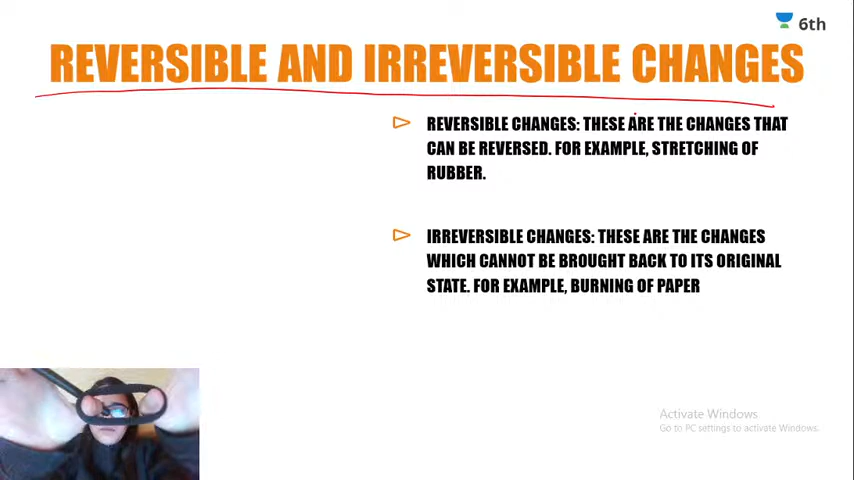 6th
REVERSIBLE AND IRREVERSIBLE CHANGES
REVERSIBLE CHANGES: THESE ARE THE CHANGES THAT
CAN BE REVERSED. FOR EXAMPLE, STRETCHING OF
RUBBER.
IRREVERSIBLE CHANGES: THESE ARE THE CHANGES
WHICH CANNOT BE BROUGHT BACK TO ITS ORIGINAL
STATE. FOR EXAMPLE, BURNING OF PAPER
Activate Windows
Go to PC settings to activate Windows.